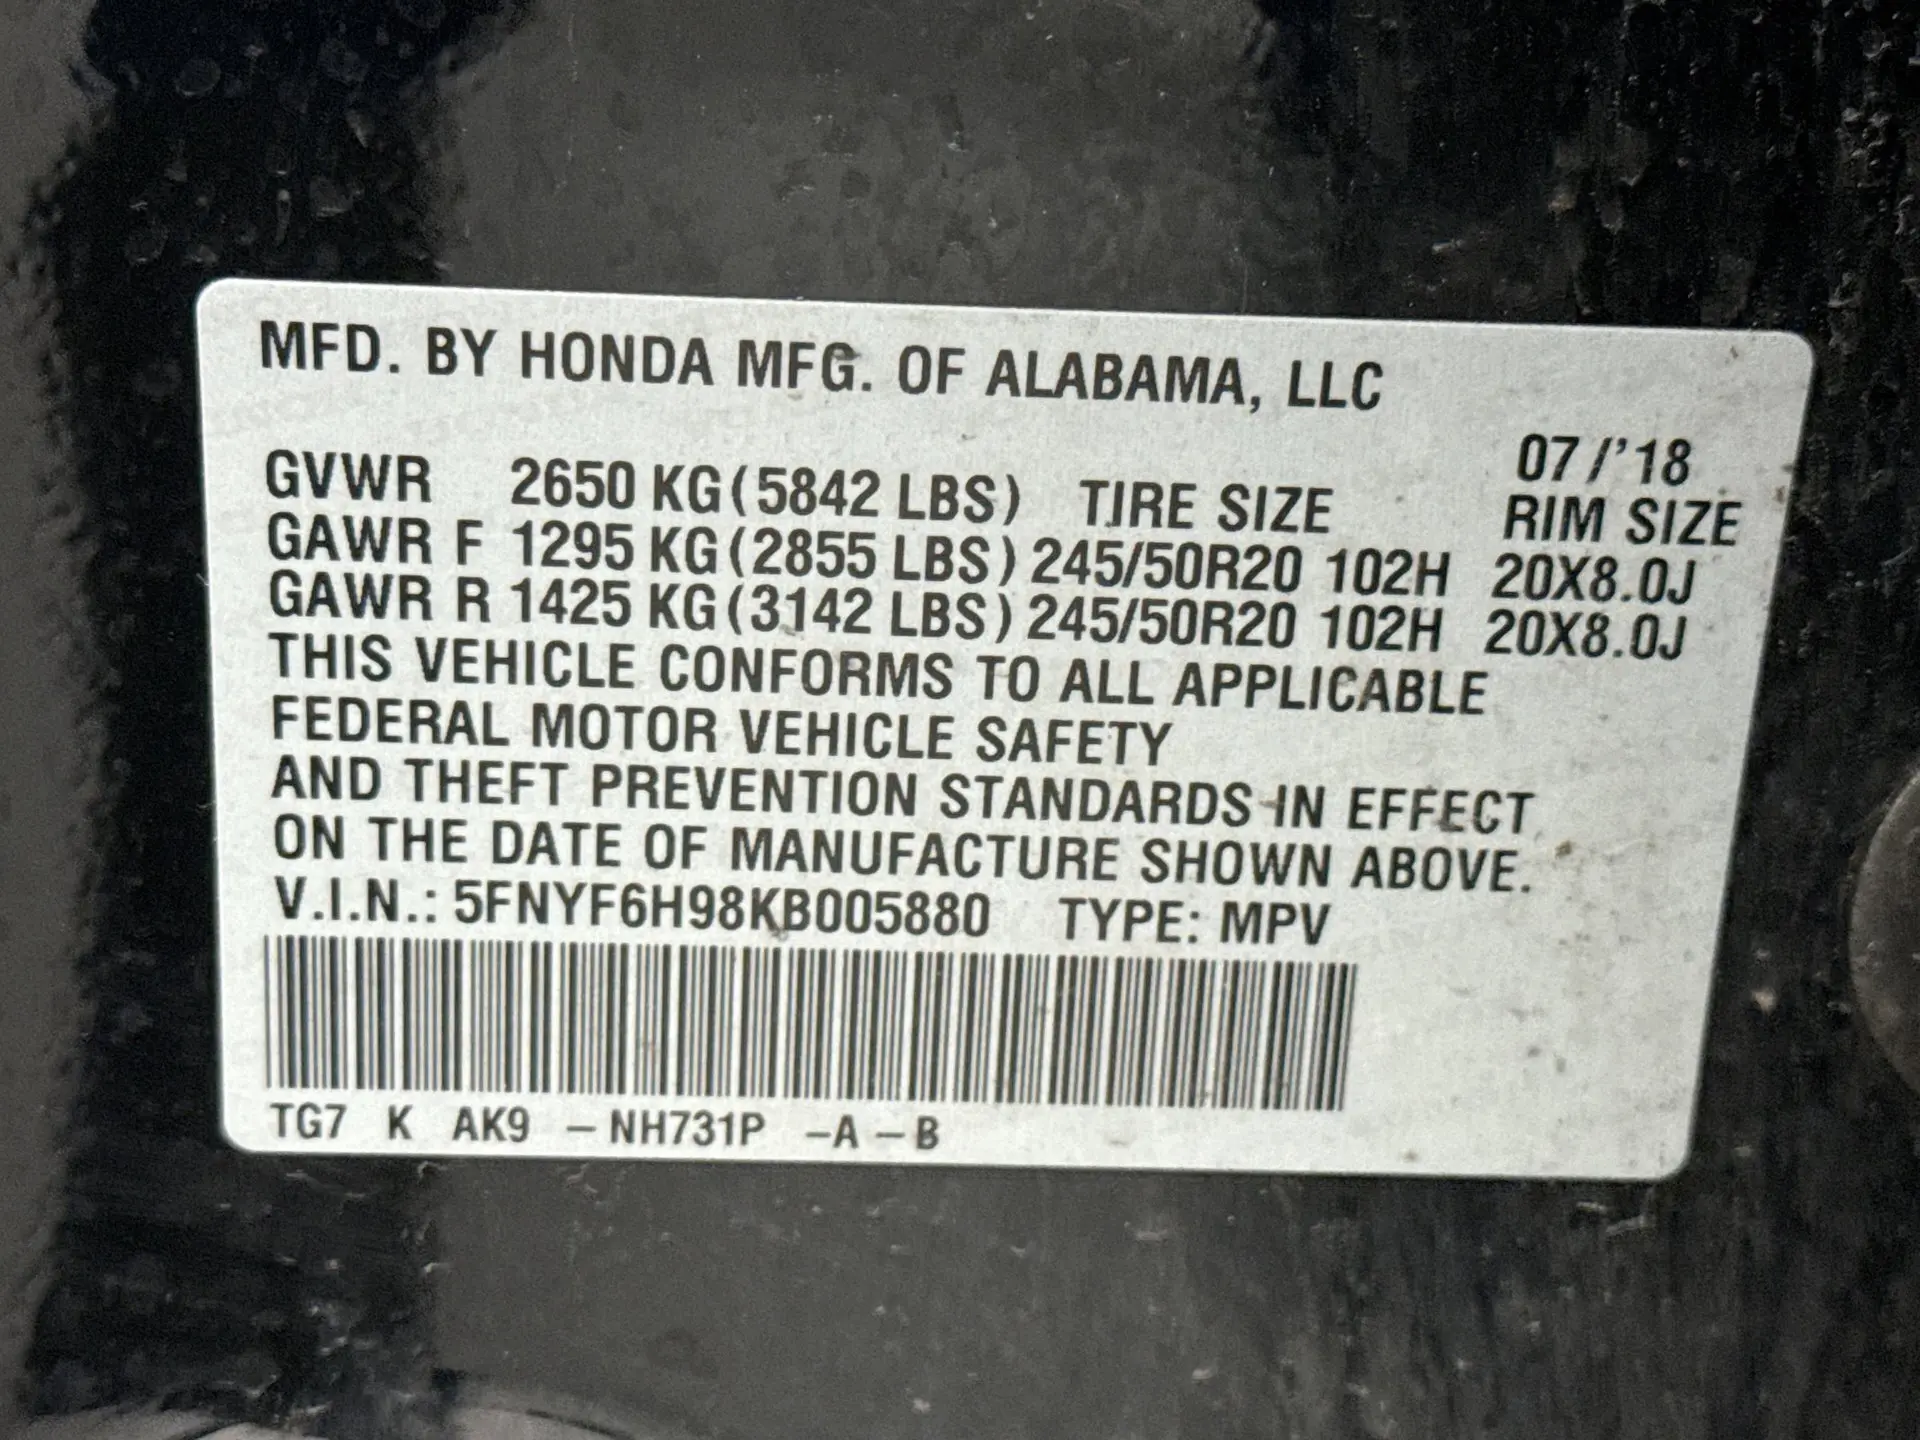 MFD. BY HONDA MFG. OF ALABAMA, LLC
07/'18
GVWR 2650 KG (5842 LBS) TIRE SIZE RIM SIZE
GAWR F 1295 KG (2855 LBS) 245/50R20 102H 20X8.0J
GAWR R 1425 KG (3142 LBS) 245/50R20 102H 20X8.0J
THIS VEHICLE CONFORMS TO ALL APPLICABLE
FEDERAL MOTOR VEHICLE SAFETY
AND THEFT PREVENTION STANDARDS IN EFFECT
ON THE DATE OF MANUFACTURE SHOWN ABOVE.
V.I.N.: 5FNYF6H98KB005880 TYPE: MPV
TG7 K AK9 –NH731P –A –B